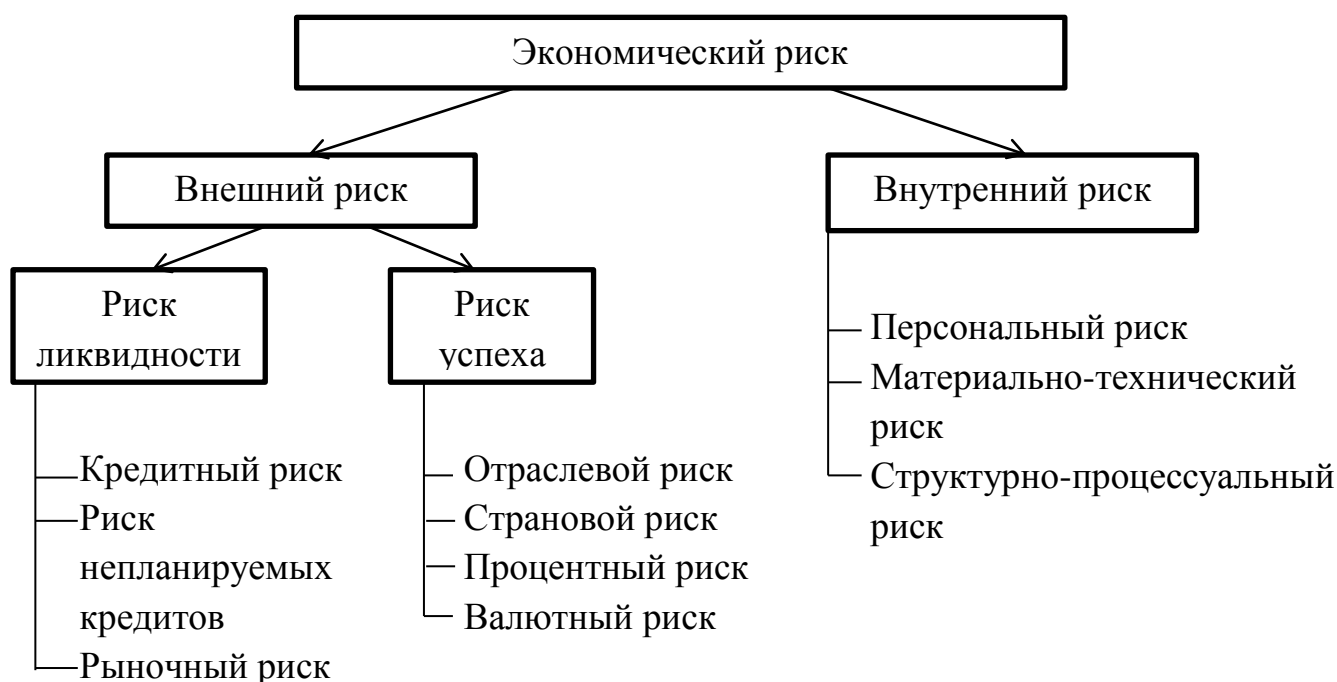 Экономический риск
Внешний риск
Внутренний риск
Риск
ликвидности
Риск
успеха
Кредитный риск
Риск
непланируемых
кредитов
Рыночный риск
Отраслевой риск
Страновой риск
Процентный риск
Валютный риск
Персональный риск
Материально-технический
риск
Структурно-процессуальный
риск